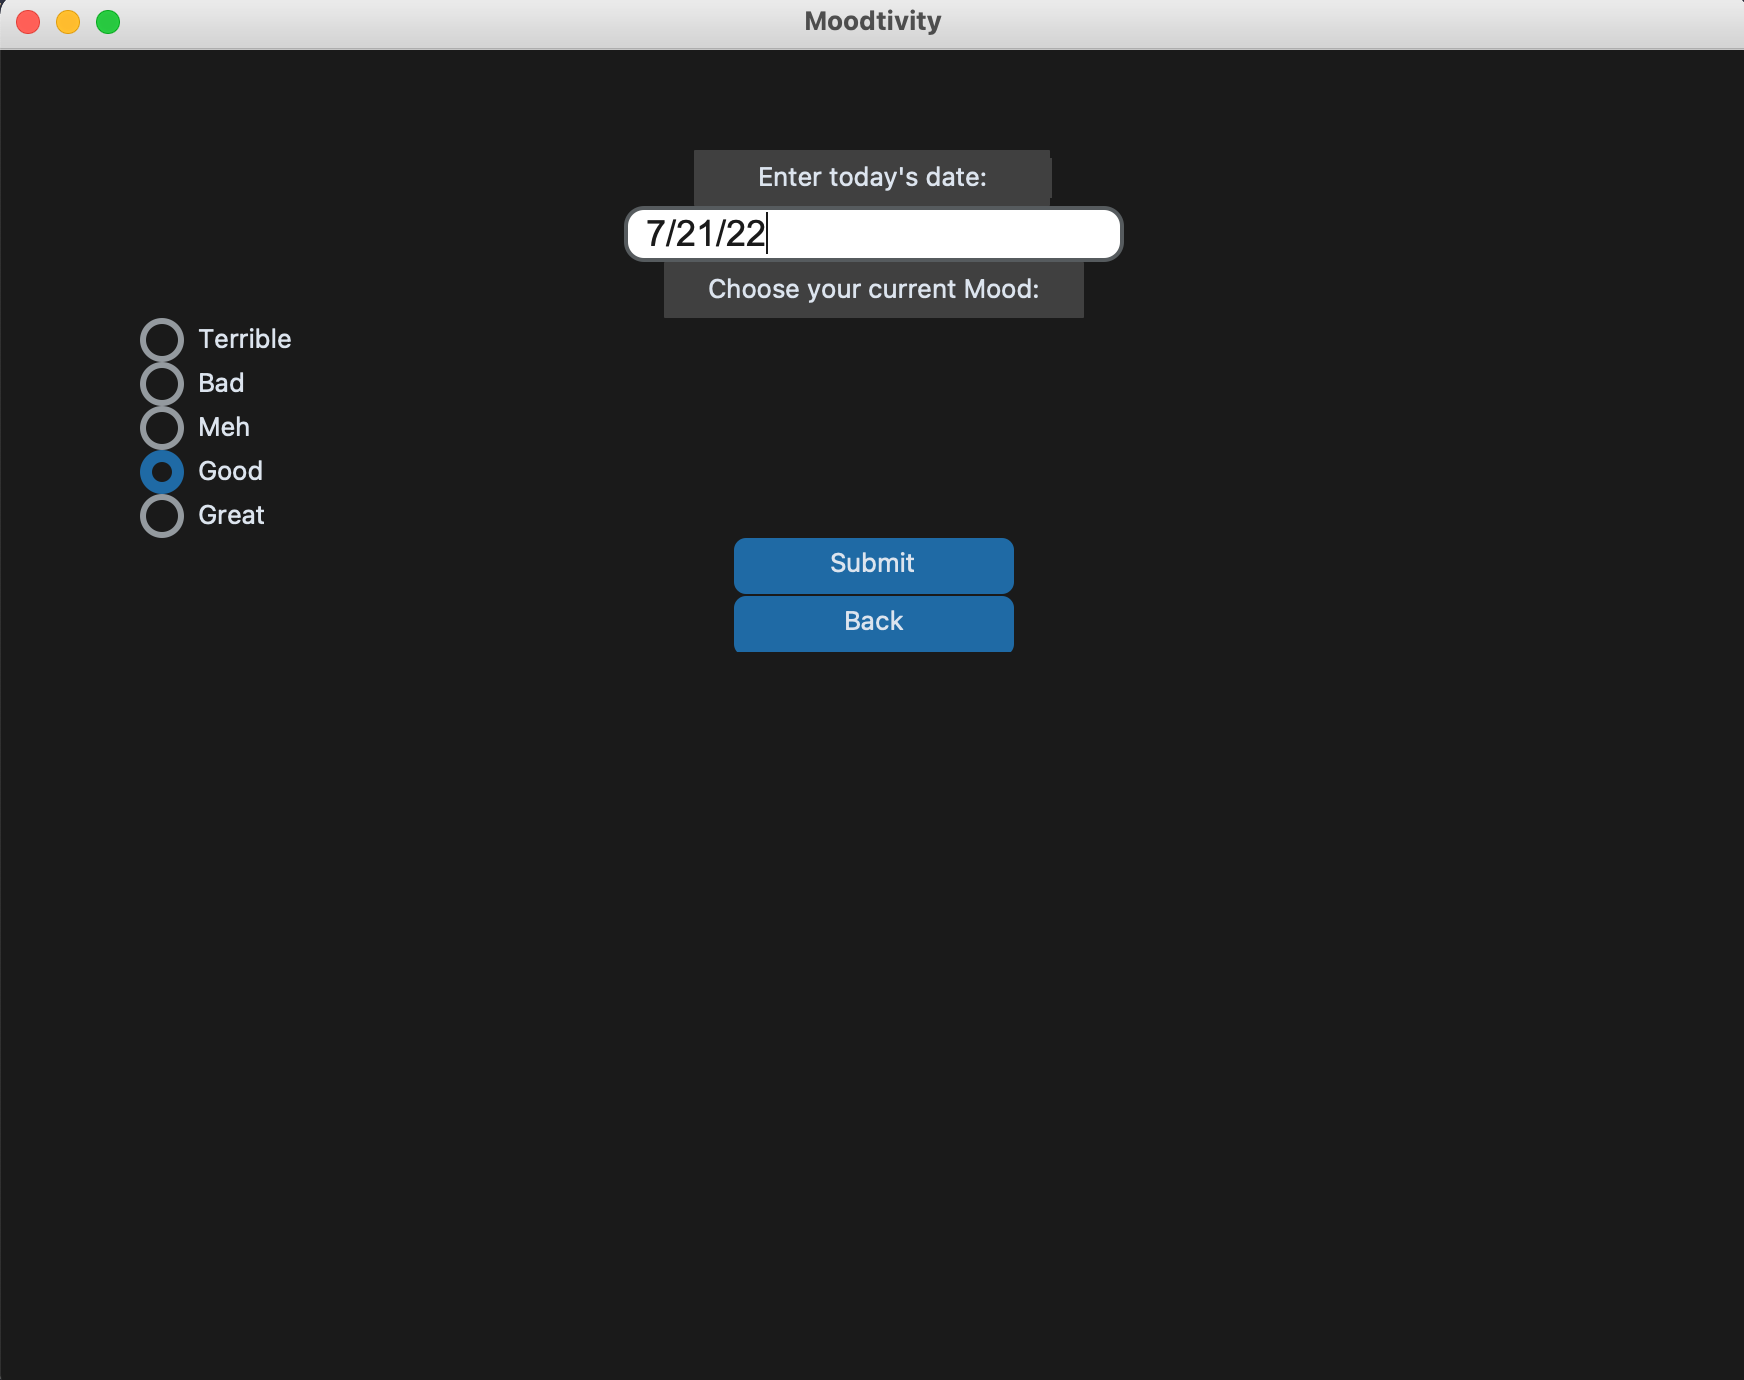 Moodtivity
Enter today's date:
7/21/22
Choose your current Mood:
Terrible
Bad
Meh
Good
Great
Submit
Back